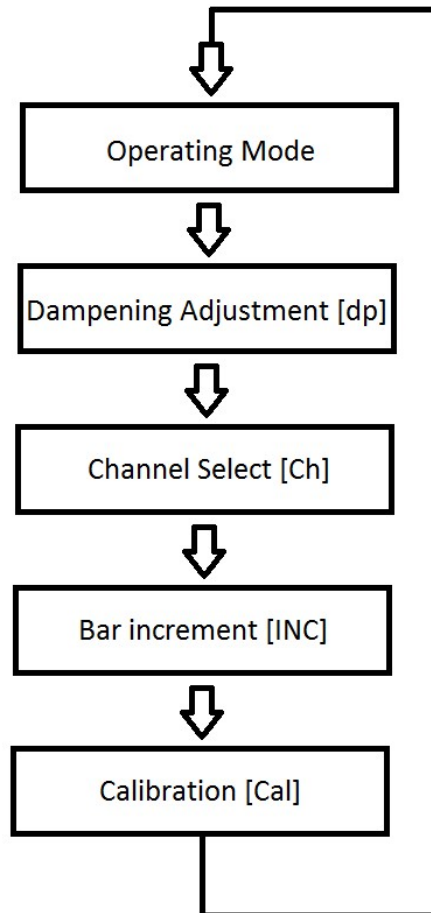 Operating Mode
Dampening Adjustment [dp]
Channel Select [Ch]
Bar increment [INC]
Calibration [Cal]